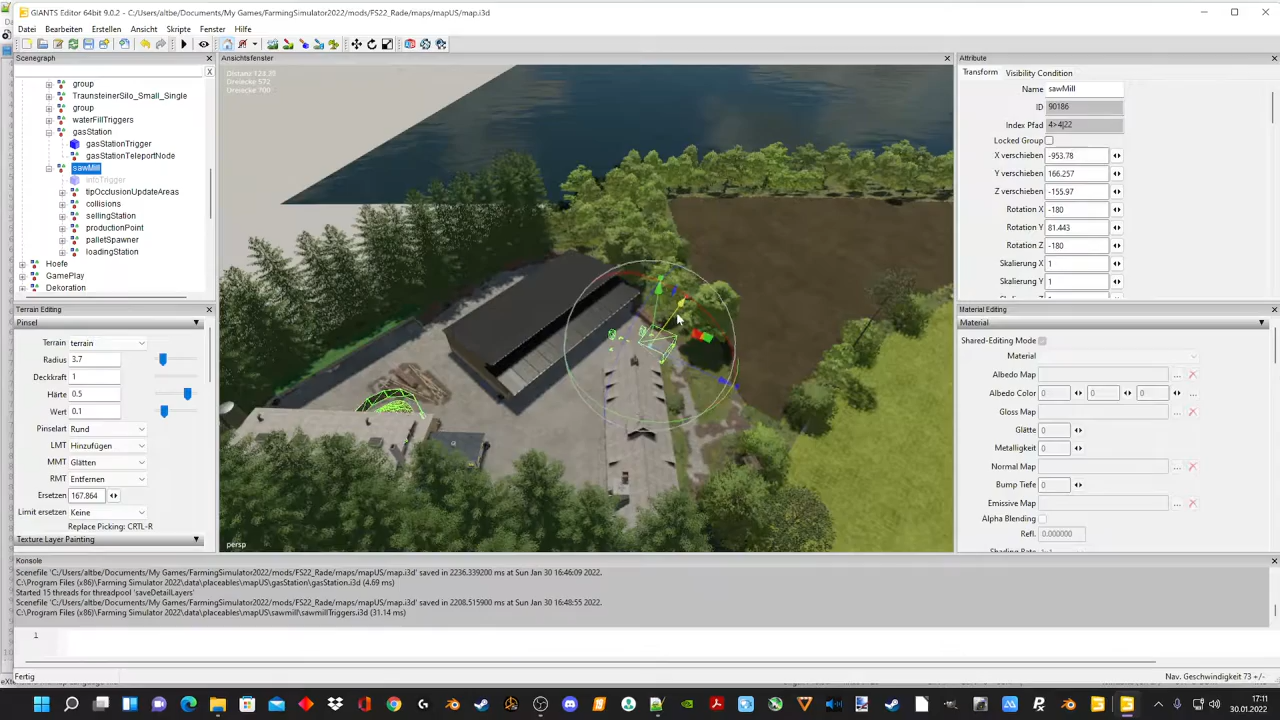 GIANTS Editor 64bit 9.0.2 - C:/Users/altbe/Documents/My Games/FarmingSimulator2022/mods/FS22_Rade/maps/mapUS/map.i3d
Datei Bearbeiten Erstellen Ansicht Skripte Fenster Hilfe
Scenegraph
X
group
TraunsteinerSilo_Small_Single
group
waterFillTriggers
gasStation
gasStationTrigger
gasStationTeleportNode
sawMill
infoTrigger
tipOcclusionUpdateAreas
collisions
sellingStation
productionPoint
palletSpawner
loadingStation
Hoefe
GamePlay
Dekoration
Terrain Editing
Pinsel
Terrain terrain
Radius 3.7
Deckkraft 1
Härte 0.5
Wert 0.1
Pinselart Rund
LMT Hinzufügen
MMT Glätten
RMT Entfernen
Ersetzen 167.864
Limit ersetzen Keine
Replace Picking: CRTL-R
Texture Layer Painting
Ansichtsfenster
Dreiecke 572
persp
Attribute
Transform Visibility Condition
Name sawMill
ID 90186
Index Pfad 4>4|22
Locked Group
X verschieben -953.78
Y verschieben 166.257
Z verschieben -155.97
Rotation X -180
Rotation Y 81.443
Rotation Z -180
Skalierung X 1
Skalierung Y 1
Material Editing
Material
Shared-Editing Mode
Material
Albedo Map ...
Albedo Color 0 0 0 ...
Gloss Map ...
Glätte 0
Metalligkeit 0
Normal Map ...
Bump Tiefe 0
Emissive Map ...
Alpha Blending
Refl. 0.000000
Konsole
Scenefile 'C:/Users/altbe/Documents/My Games/FarmingSimulator2022/mods/FS22_Rade/maps/mapUS/map.i3d' saved in 2236.339200 ms at Sun Jan 30 16:46:09 2022.
C:\Program Files (x86)\Farming Simulator 2022\data\placeables\mapUS\gasStation\gasStation.i3d (4.69 ms)
Started 15 threads for threadpool 'saveDetailLayers'
Scenefile 'C:/Users/altbe/Documents/My Games/FarmingSimulator2022/mods/FS22_Rade/maps/mapUS/map.i3d' saved in 2208.515900 ms at Sun Jan 30 16:48:55 2022.
C:\Program Files (x86)\Farming Simulator 2022\data\placeables\mapUS\sawmill\sawmillTriggers.i3d (31.14 ms)
1
Fertig
Nav. Geschwindigkeit 73 +/-
17:11
30.01.2022